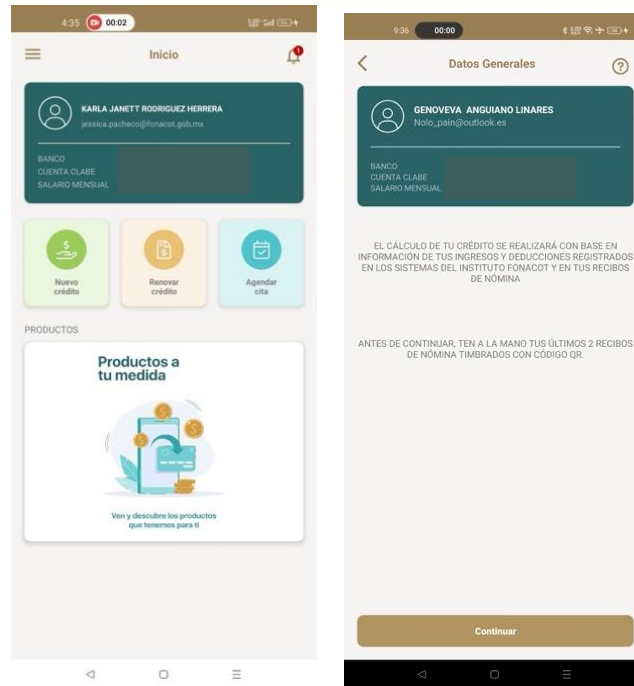 4:35
00:02
Inicio
1
KARLA JANETT RODRIGUEZ HERRERA
jessica.pacheco@fonacot.gob.mx
BANCO
CUENTA CLABE
SALARIO MENSUAL
Nuevo
crédito
Renovar
crédito
Agendar
cita
PRODUCTOS
Productos a
tu medida
Ven y descubre los productos
que tenemos para ti
9:36
00:00
Datos Generales
?
GENOVEVA ANGUIANO LINARES
Nolo_pain@outlook.es
BANCO
CUENTA CLABE
SALARIO MENSUAL
EL CÁLCULO DE TU CRÉDITO SE REALIZARÁ CON BASE EN
INFORMACIÓN DE TUS INGRESOS Y DEDUCCIONES REGISTRADOS
EN LOS SISTEMAS DEL INSTITUTO FONACOT Y EN TUS RECIBOS
DE NÓMINA
ANTES DE CONTINUAR, TEN A LA MANO TUS ÚLTIMOS 2 RECIBOS
DE NÓMINA TIMBRADOS CON CÓDIGO QR.
Continuar